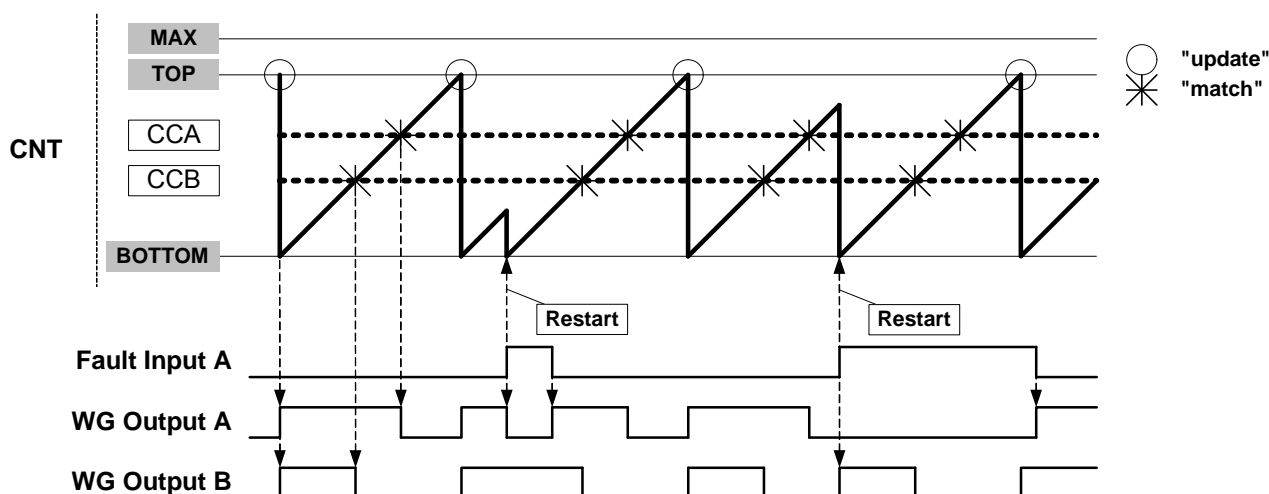 MAX
"update"
TOP
"match"
CNT
CCA
CCB
BOTTOM
Restart
Restart
Fault Input A
WG Output A
WG Output B